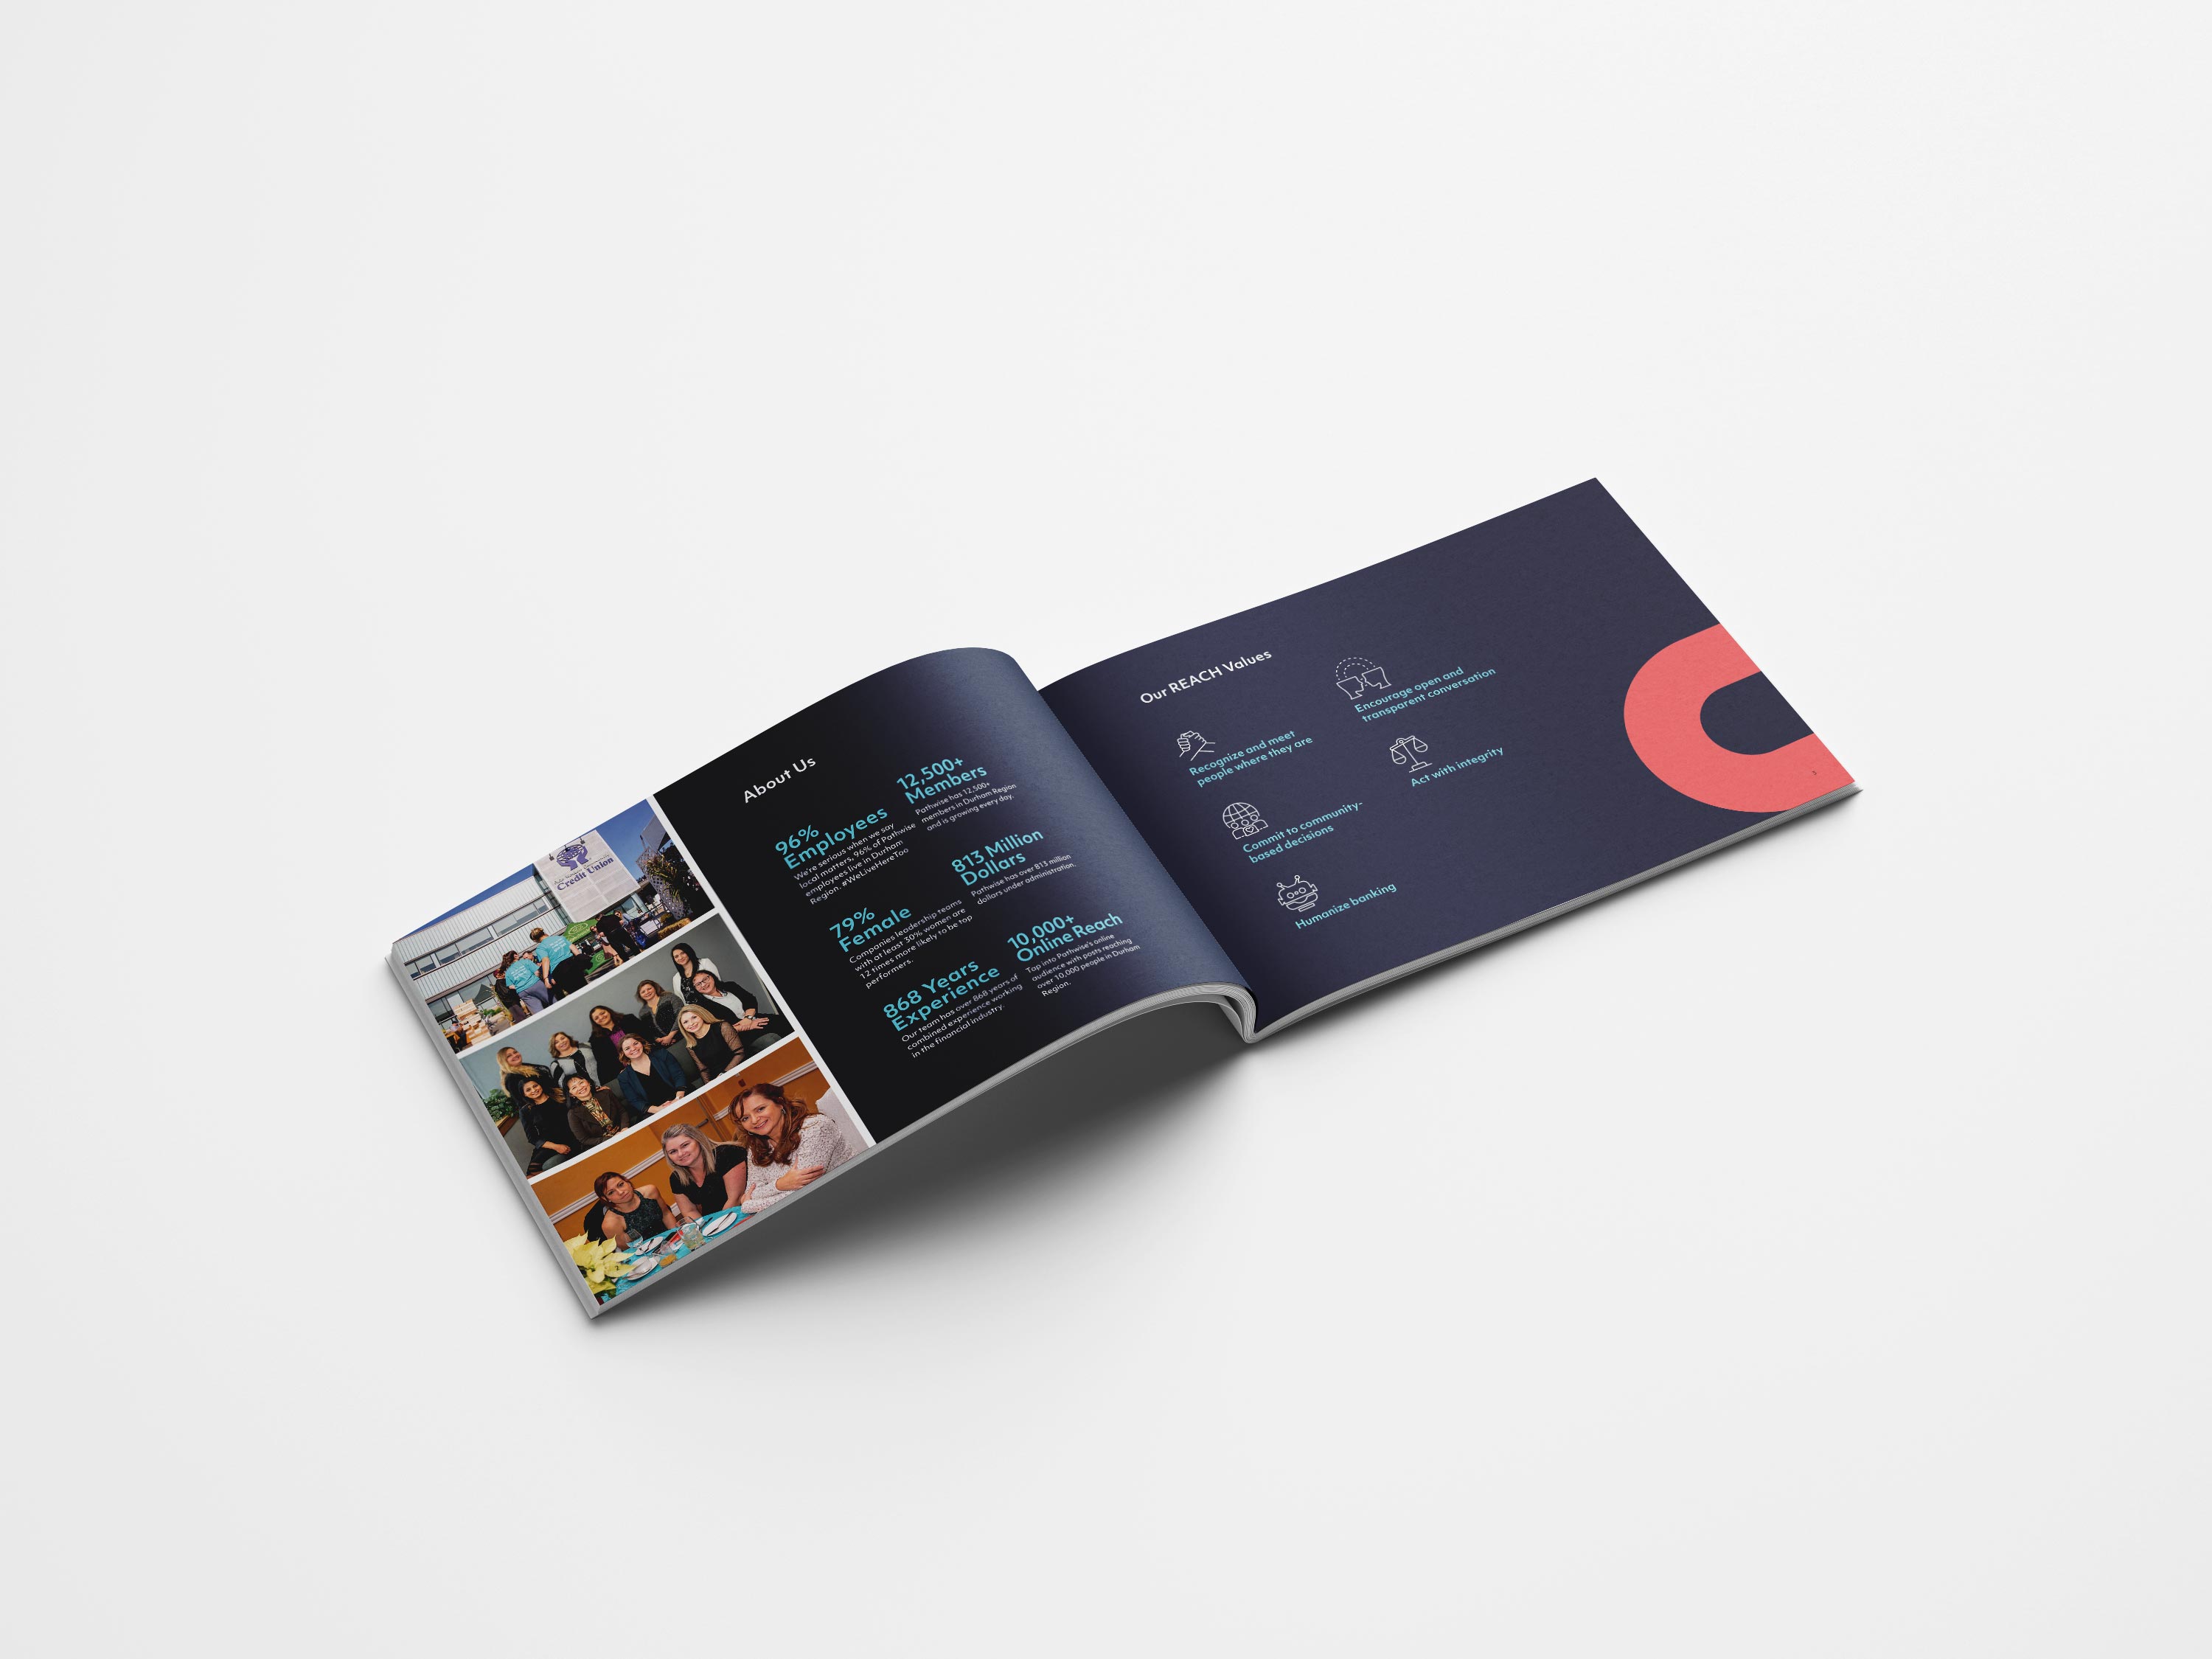 Credit Union
About Us
96%
Employees
We're serious when we say
local matters, 96% of Pathwise
employees live in Durham
Region. #WeLiveHereToo
79%
Female
Companies leadership teams
with at least 30% women are
12 times more likely to be top
performers.
868 Years
Experience
Our team has over 868 years of
combined experience working
in the financial industry.
12,500+
Members
Pathwise has 12,500+
members in Durham Region
and is growing every day.
813 Million
Dollars
Pathwise has over 813 million
dollars under administration.
10,000+
Online Reach
Tap into Pathwise's online
audience with posts reaching
over 10,000 people in Durham
Region.
Our REACH Values
Recognize and meet
people where they are
Encourage open and
transparent conversation
Act with integrity
Commit to community-
based decisions
Humanize banking